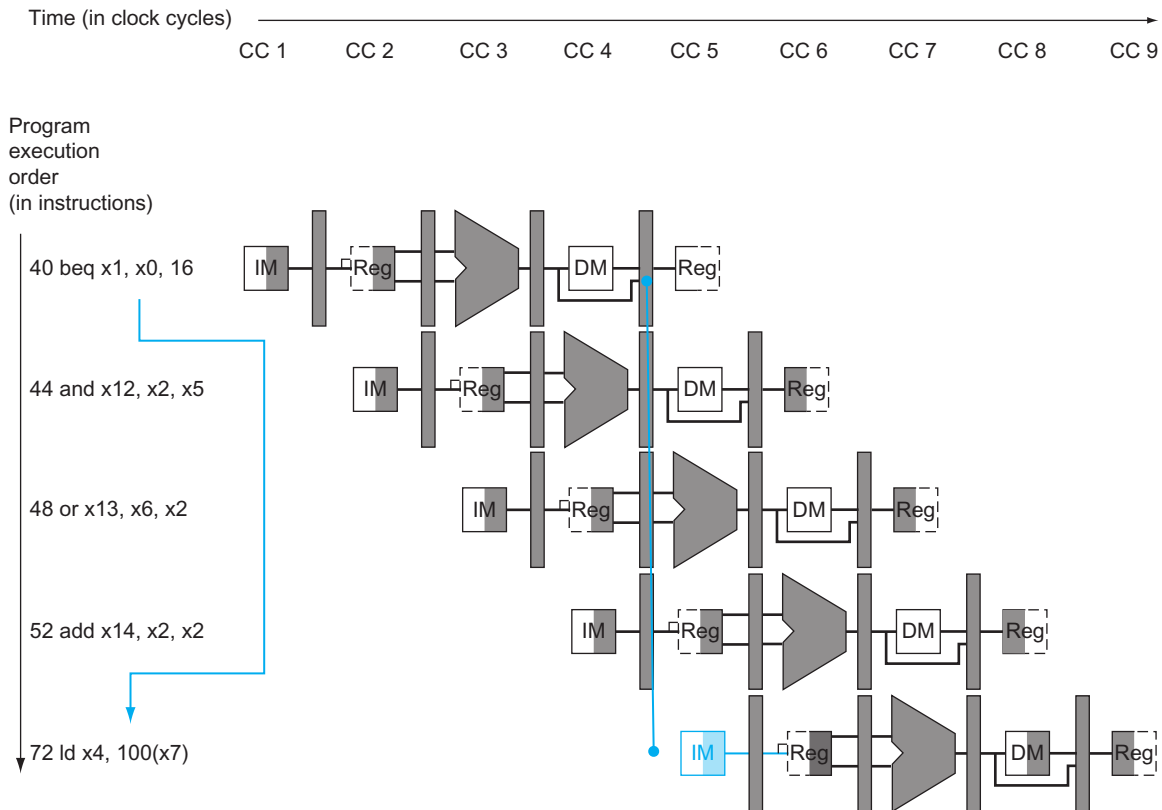 Time (in clock cycles)
CC 1 CC 2 CC 3 CC 4 CC 5 CC 6 CC 7 CC 8 CC 9
Program
execution
order
(in instructions)
40 beq x1, x0, 16
IM Reg DM Reg
44 and x12, x2, x5
IM Reg DM Reg
48 or x13, x6, x2
IM Reg DM Reg
52 add x14, x2, x2
IM Reg DM Reg
72 ld x4, 100(x7)
IM Reg DM Reg